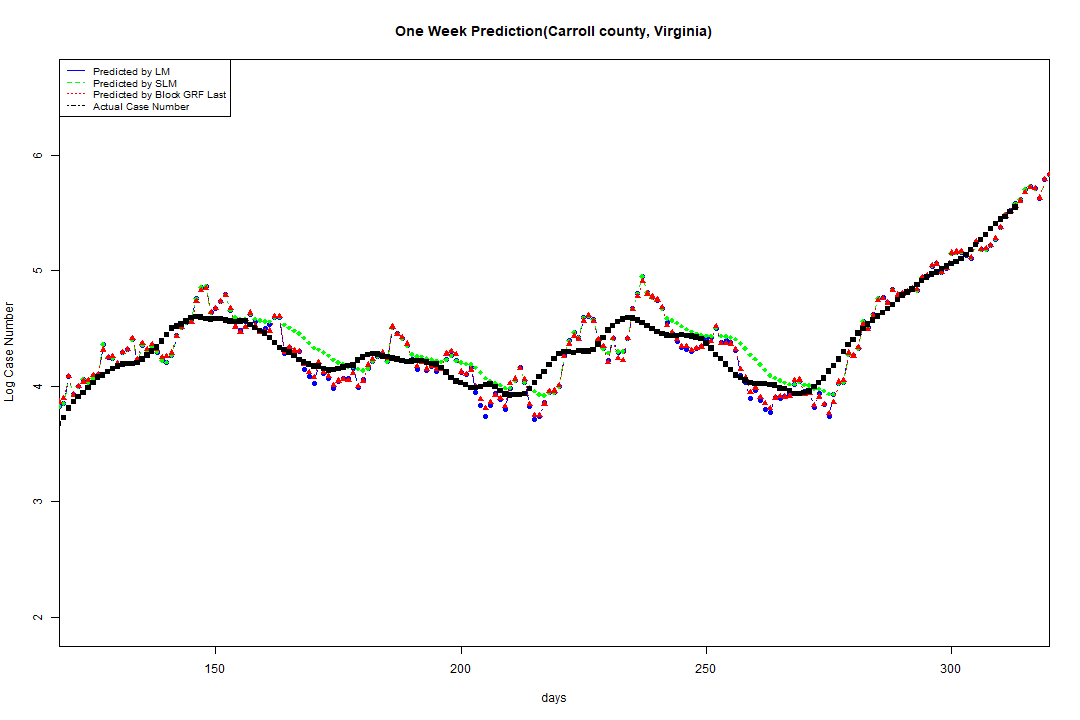 One Week Prediction(Carroll county, Virginia)
Predicted by LM
Predicted by SLM
Predicted by Block GRF Last
Actual Case Number
6
5
4
3
2
Log Case Number
150 200 250 300
days